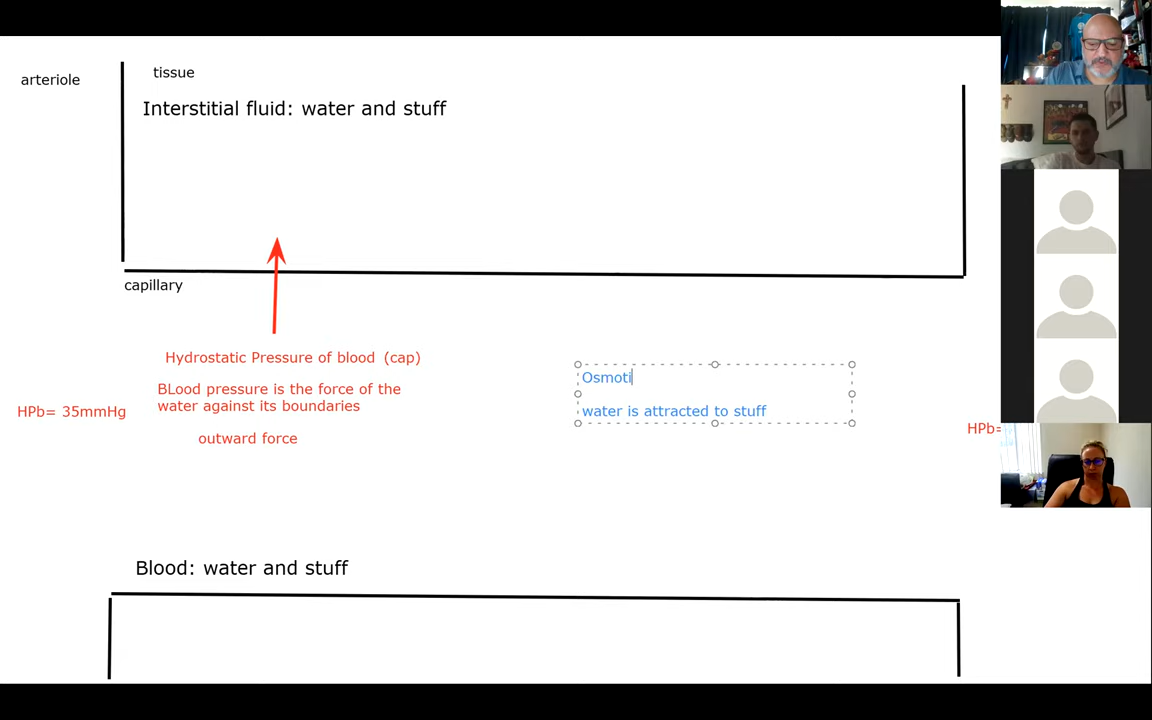 arteriole
tissue
Interstitial fluid: water and stuff
capillary
Hydrostatic Pressure of blood (cap)
BLood pressure is the force of the
water against its boundaries
HPb= 35mmHg
outward force
Osmoti
water is attracted to stuff
HPb=
Blood: water and stuff